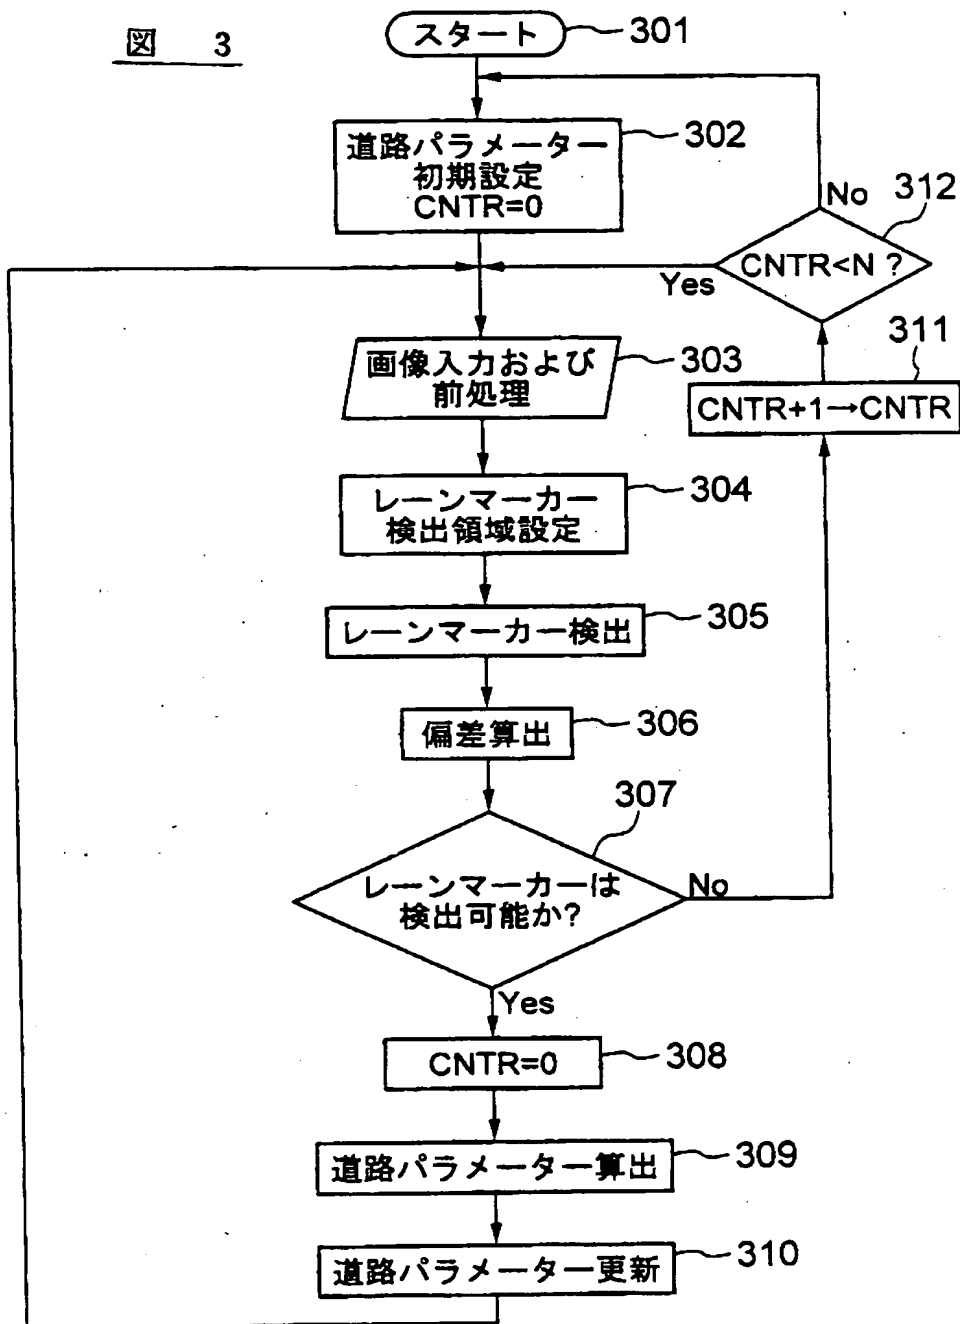 図 3
スタート
301
道路パラメーター
初期設定
CNTR=0
302
No
312
CNTR<N ?
Yes
311
CNTR+1→CNTR
画像入力および
前処理
303
レーンマーカー
検出領域設定
304
レーンマーカー検出
305
偏差算出
306
307
レーンマーカーは
検出可能か?
No
Yes
CNTR=0
308
道路パラメーター算出
309
道路パラメーター更新
310